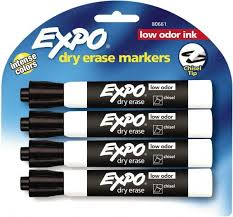 80661
EXPO
low odor ink
dry erase markers
Intense
colors
Chisel
Tip
low odor
EXPO
dry erase
chisel
low odor
EXPO
dry erase
chisel
low odor
EXPO
dry erase
chisel
low odor
EXPO
dry erase
chisel